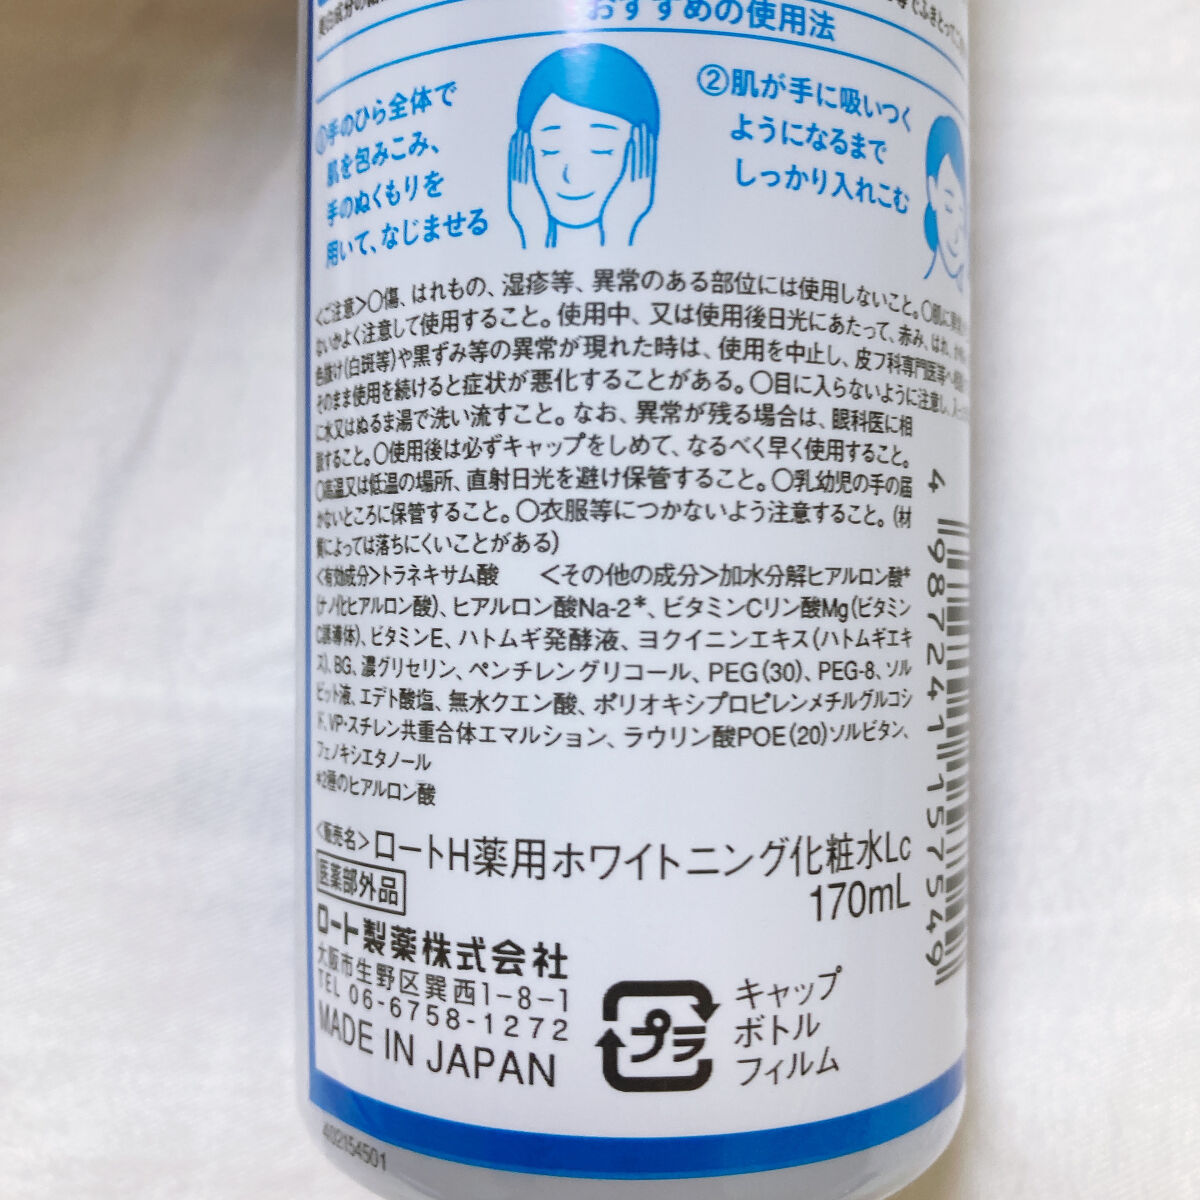 おすすめの使用法
①手のひら全体で
肌を包みこみ、
手のぬくもりを
用いて、なじませる
②肌が手に吸いつく
ようになるまで
しっかり入れこむ
<ご注意>○傷、はれもの、湿疹等、異常のある部位には使用しないこと。○肌に
ないかよく注意して使用すること。使用中、又は使用後日光にあたって、赤み、はれ、
色抜け(白斑等)や黒ずみ等の異常が現れた時は、使用を中止し、皮フ科専門医等へ
そのまま使用を続けると症状が悪化することがある。○目に入らないように注意し、
に水又はぬるま湯で洗い流すこと。なお、異常が残る場合は、眼科医に相
談すること。○使用後は必ずキャップをしめて、なるべく早く使用すること。
○高温又は低温の場所、直射日光を避け保管すること。○乳幼児の手の届
かないところに保管すること。○衣服等につかないよう注意すること。(材
質によっては落ちにくいことがある)
<有効成分>トラネキサム酸 <その他の成分>加水分解ヒアルロン酸*
(ナノ化ヒアルロン酸)、ヒアルロン酸Na-2*、ビタミンCリン酸Mg(ビタミン
C誘導体)、ビタミンE、ハトムギ発酵液、ヨクイニンエキス(ハトムギエキ
ス)、BG、濃グリセリン、ペンチレングリコール、PEG(30)、PEG-8、ソル
ビット液、エデト酸塩、無水クエン酸、ポリオキシプロピレンメチルグルコシ
ド、VP・スチレン共重合体エマルション、ラウリン酸POE(20)ソルビタン、
フェノキシエタノール
*2種のヒアルロン酸
<販売名>ロートH薬用ホワイトニング化粧水Lc
170mL
医薬部外品
ロート製薬株式会社
大阪市生野区巽西1-8-1
TEL 06-6758-1272
MADE IN JAPAN
プラ
キャップ
ボトル
フィルム
4 987241 157549
402154501